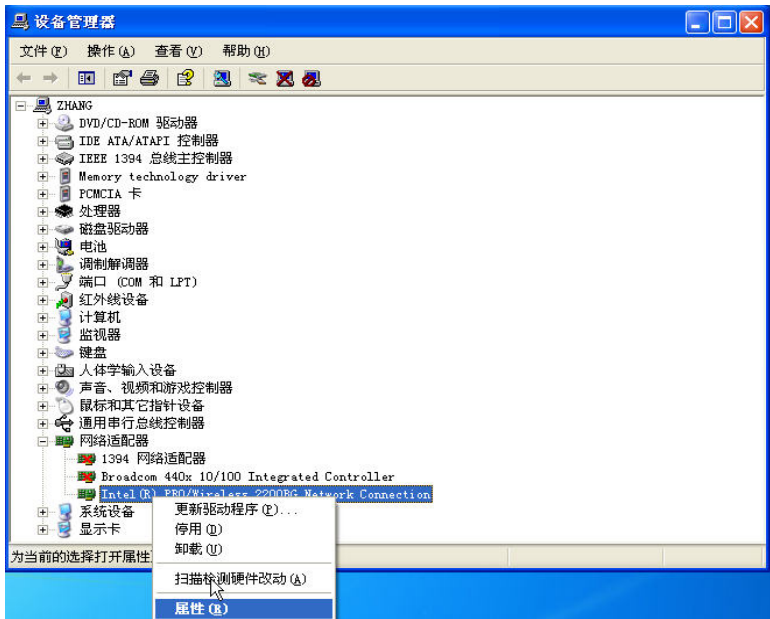 设备管理器
文件(F) 操作(A) 查看(V) 帮助(H)
ZHANG
DVD/CD-ROM 驱动器
IDE ATA/ATAPI 控制器
IEEE 1394 总线主控制器
Memory technology driver
PCMCIA 卡
处理器
磁盘驱动器
电池
调制解调器
端口 (COM 和 LPT)
红外线设备
计算机
监视器
键盘
人体学输入设备
声音、视频和游戏控制器
鼠标和其它指针设备
通用串行总线控制器
网络适配器
1394 网络适配器
Broadcom 440x 10/100 Integrated Controller
Intel(R) PRO/Wireless 2200BG Network Connection
系统设备
显示卡
更新驱动程序(P)...
停用(D)
卸载(U)
扫描检测硬件改动(A)
属性(R)
为当前的选择打开属性